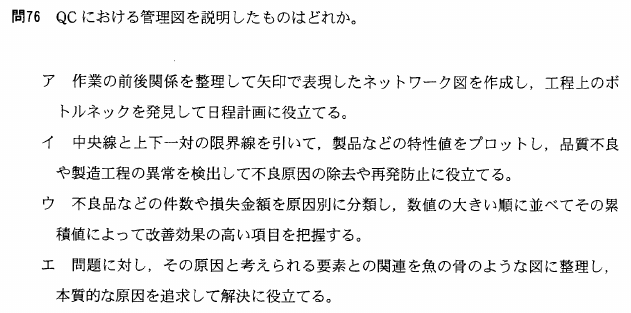 問76 QCにおける管理図を説明したものはどれか。
ア 作業の前後関係を整理して矢印で表現したネットワーク図を作成し，工程上のボ
トルネックを発見して日程計画に役立てる。
イ 中央線と上下一対の限界線を引いて，製品などの特性値をプロットし，品質不良
や製造工程の異常を検出して不良原因の除去や再発防止に役立てる。
ウ 不良品などの件数や損失金額を原因別に分類し，数値の大きい順に並べてその累
積値によって改善効果の高い項目を把握する。
エ 問題に対し，その原因と考えられる要素との関連を魚の骨のような図に整理し，
本質的な原因を追求して解決に役立てる。